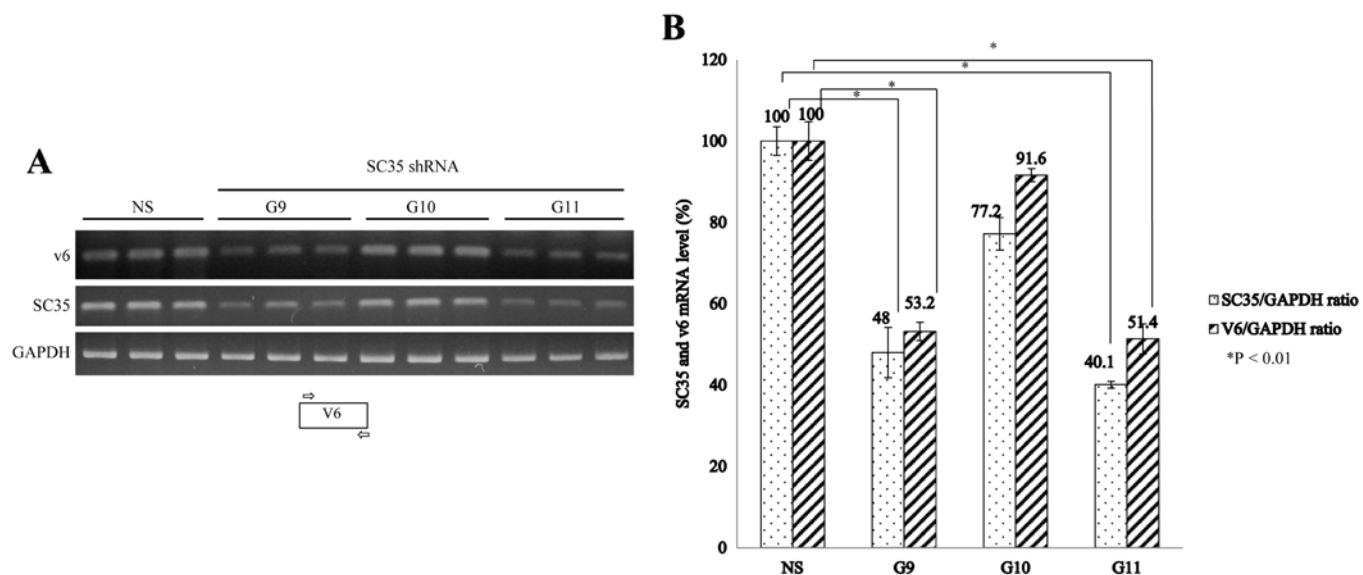 A
SC35 shRNA
NS G9 G10 G11
v6
SC35
GAPDH
V6
B
SC35 and v6 mRNA level (%)
120
100
80
60
40
20
0
*
*
*
*
100 100
48 53.2
77.2 91.6
40.1 51.4
NS G9 G10 G11
SC35/GAPDH ratio
V6/GAPDH ratio
*P < 0.01